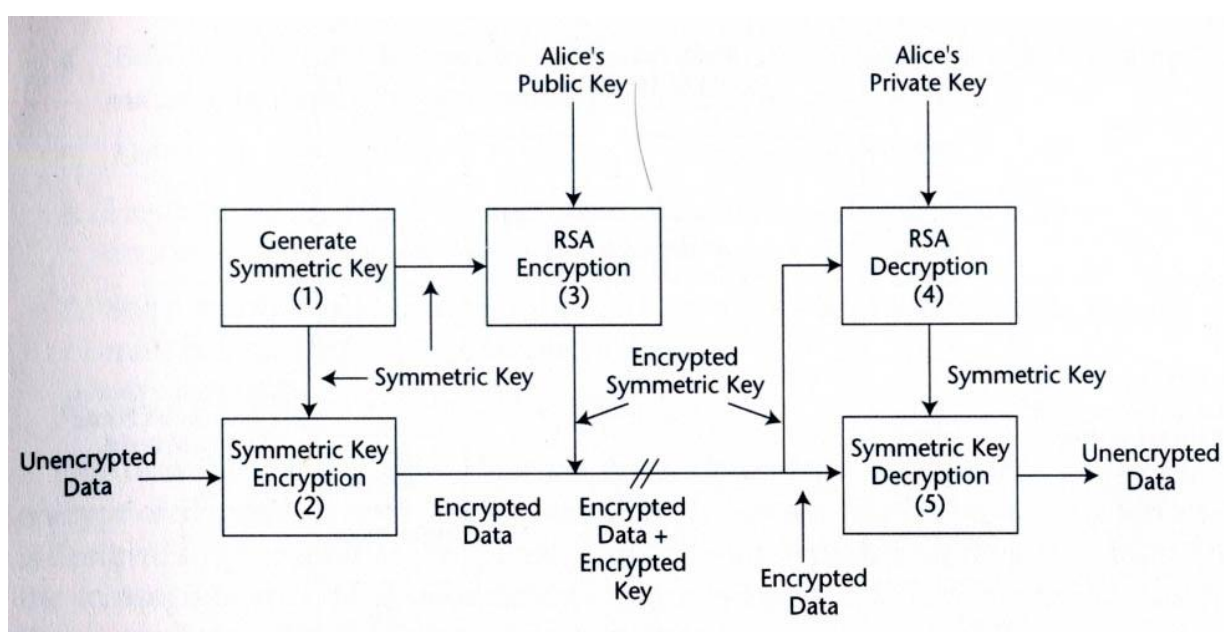 Alice's
Public Key
Alice's
Private Key
Generate
Symmetric Key
(1)
RSA
Encryption
(3)
RSA
Decryption
(4)
Symmetric Key
Encrypted
Symmetric Key
Symmetric Key
Unencrypted
Data
Symmetric Key
Encryption
(2)
Encrypted
Data
Encrypted
Data +
Encrypted
Key
Encrypted
Data
Symmetric Key
Decryption
(5)
Unencrypted
Data